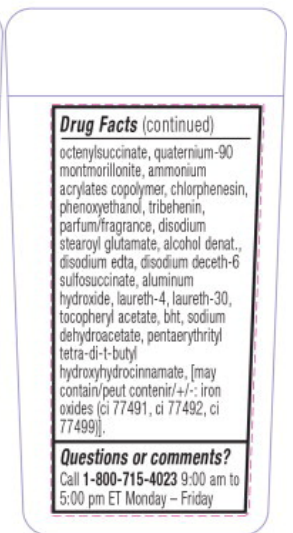 Drug Facts (continued)
octenylsuccinate, quaternium-90
montmorillonite, ammonium
acrylates copolymer, chlorphenesin,
phenoxyethanol, tribehenin,
parfum/fragrance, disodium
stearoyl glutamate, alcohol denat.,
disodium edta, disodium deceth-6
sulfosuccinate, aluminum
hydroxide, laureth-4, laureth-30,
tocopheryl acetate, bht, sodium
dehydroacetate, pentaerythrityl
tetra-di-t-butyl
hydroxyhydrocinnamate, [may
contain/peut contenir/+/-: iron
oxides (ci 77491, ci 77492, ci
77499)].
Questions or comments?
Call 1-800-715-4023 9:00 am to
5:00 pm ET Monday – Friday